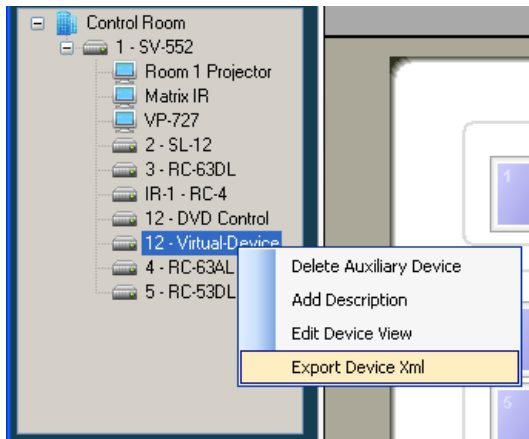 Control Room
1 - SV-552
Room 1 Projector
Matrix IR
VP-727
2 - SL-12
3 - RC-63DL
IR-1 - RC-4
12 - DVD Control
12 - Virtual-Device
4 - RC-63AL
5 - RC-53DL
Delete Auxiliary Device
Add Description
Edit Device View
Export Device Xml
1
5